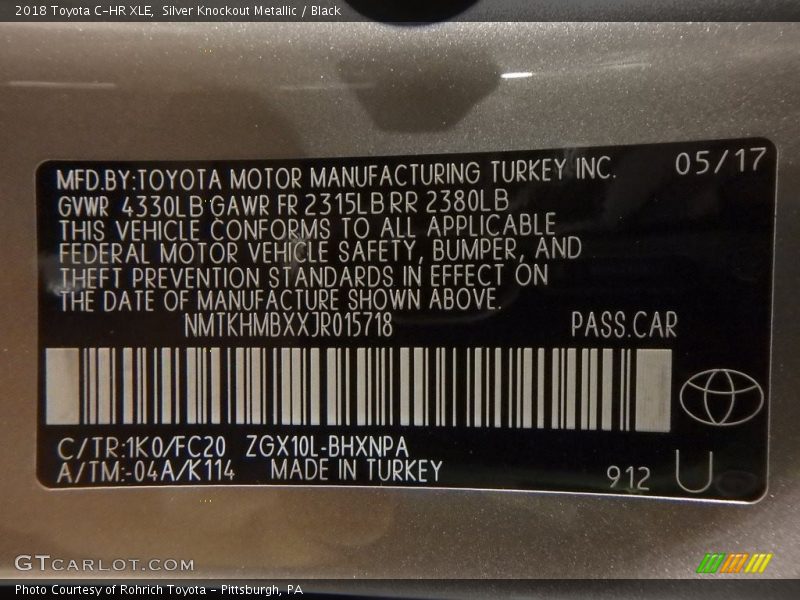 2018 Toyota C-HR XLE, Silver Knockout Metallic / Black
MFD.BY:TOYOTA MOTOR MANUFACTURING TURKEY INC. 05/17
GVWR 4330LB GAWR FR 2315LB RR 2380LB
THIS VEHICLE CONFORMS TO ALL APPLICABLE
FEDERAL MOTOR VEHICLE SAFETY, BUMPER, AND
THEFT PREVENTION STANDARDS IN EFFECT ON
THE DATE OF MANUFACTURE SHOWN ABOVE.
NMTKHMBXXJR015718 PASS.CAR
C/TR:1K0/FC20 ZGX10L-BHXNPA
A/TM:-04A/K114 MADE IN TURKEY
912 U
GTCARLOT.COM
Photo Courtesy of Rohrich Toyota - Pittsburgh, PA